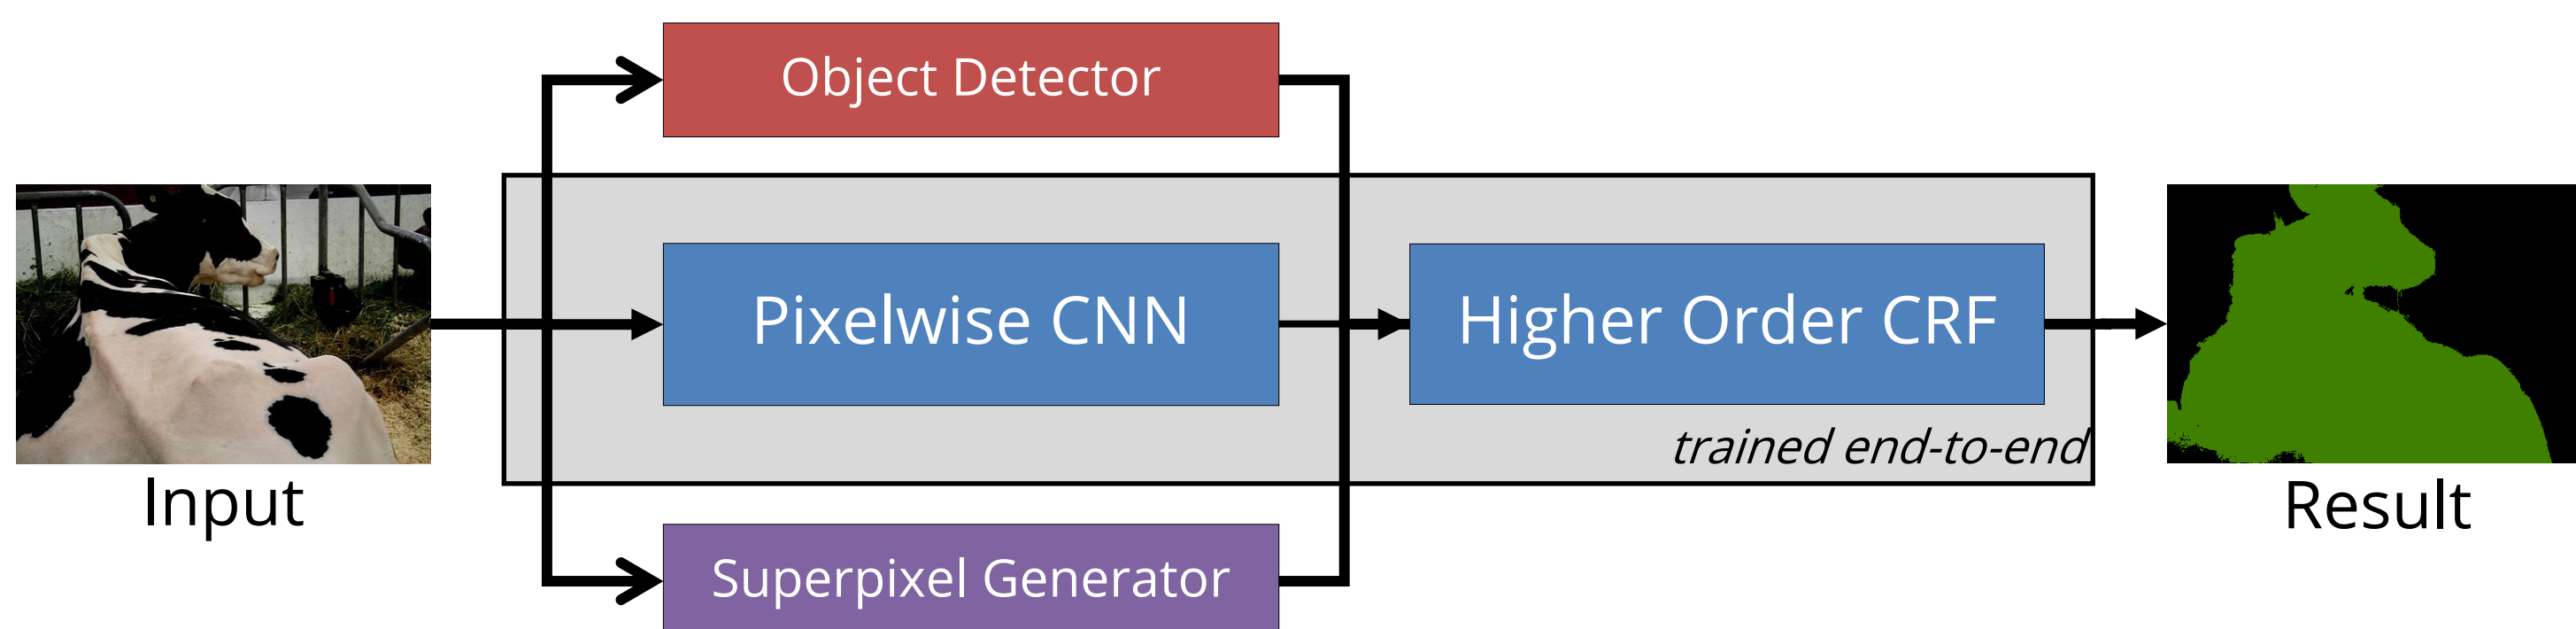 Object Detector
Pixelwise CNN
Higher Order CRF
trained end-to-end
Input
Result
Superpixel Generator